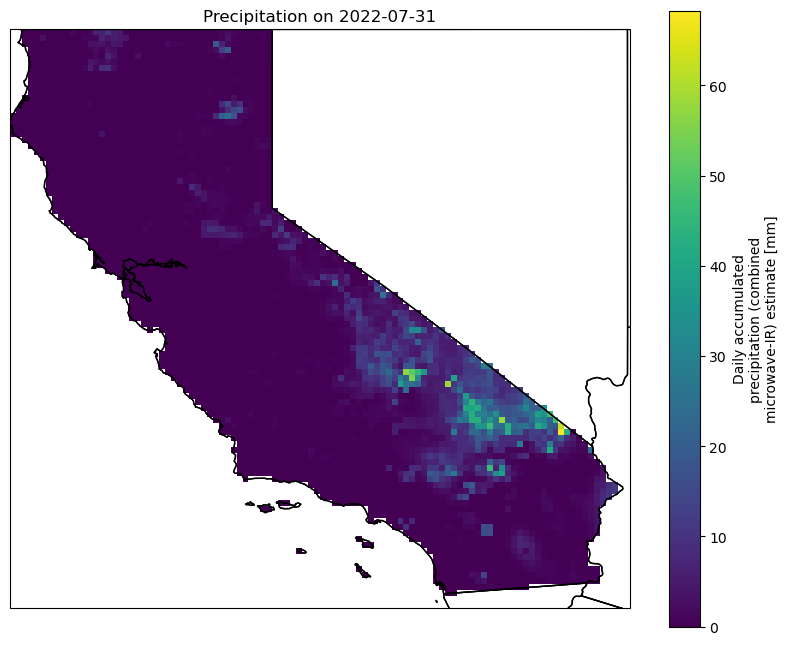 Precipitation on 2022-07-31
60
50
40
30
20
10
0
Daily accumulated
precipitation (combined
microwave-IR) estimate [mm]